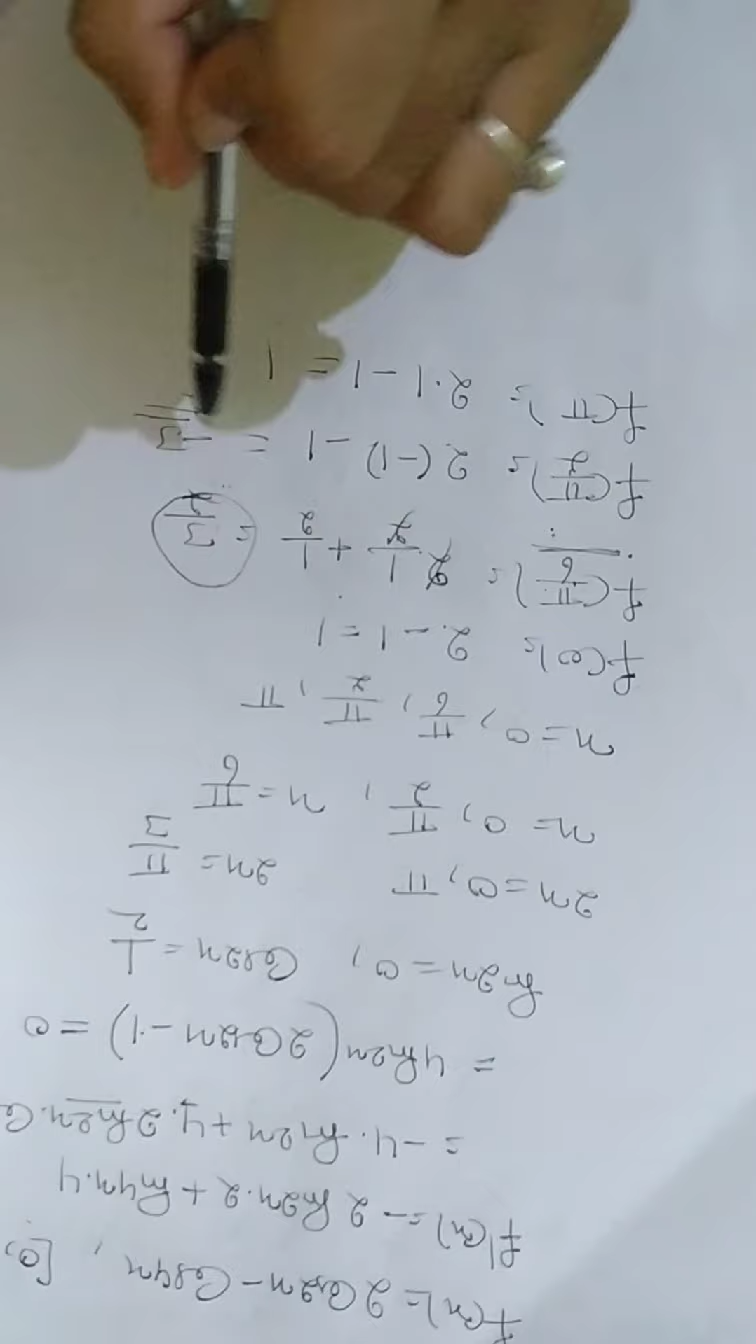 f(x) = 2Cos2x - Cos4x, [0,
f'(x) = -2 Sin2x.2 + Sin4x.4
= -4.Sin2x + 4.2Sin2x.Co
= 4Sin2x(2Cos2x - 1) = 0
Sin2x = 0, Cos2x = 1/2
2x = 0, π 2x = π/3
x = 0, π/2, x = π/6
x = 0, π/6, π/2, π
f(0) = 2 - 1 = 1
f(π/6) = 2 1/2 + 1/2 = 3/2
f(π/2) = 2(-1) - 1 = -3
f(π) = 2.1 - 1 = 1